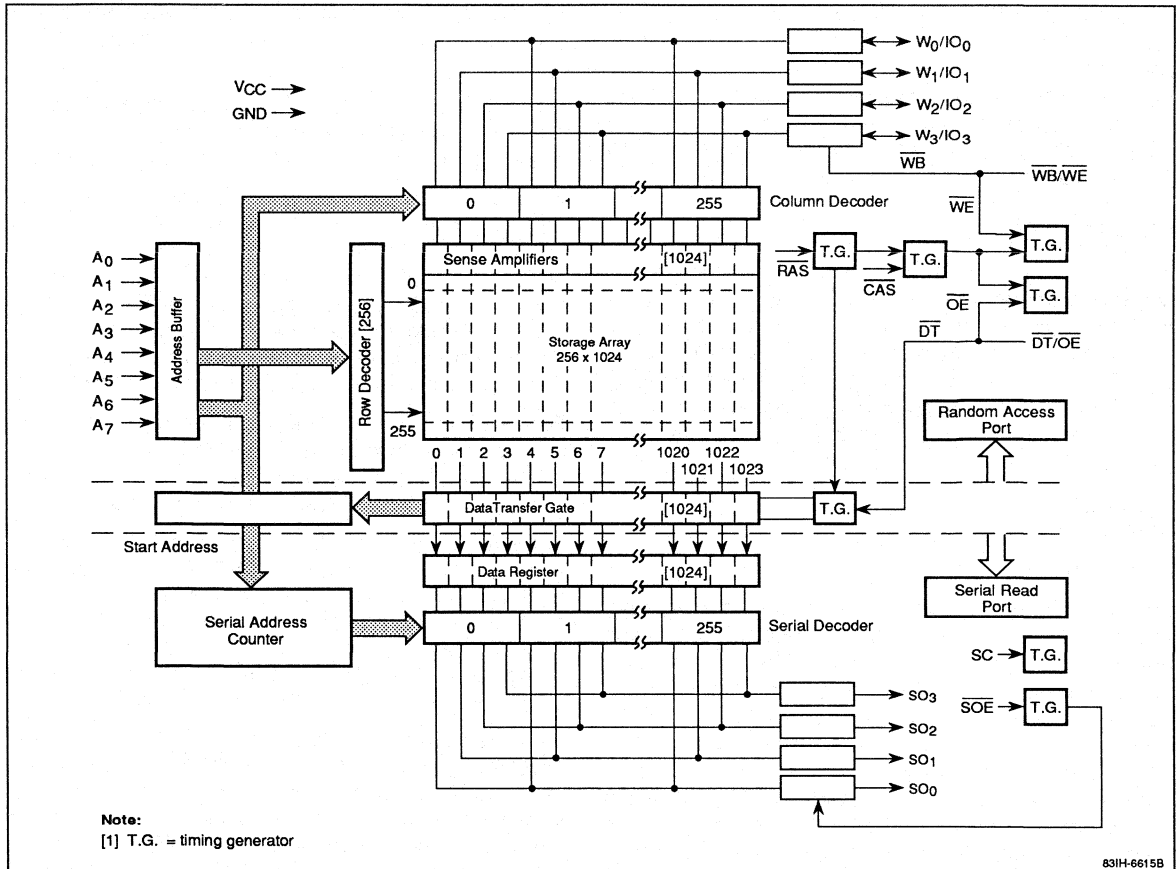 VCC
GND
W0/IO0
W1/IO1
W2/IO2
W3/IO3
WB
WB/WE
WE
0 1 255
Column Decoder
A0
A1
A2
A3
A4
A5
A6
A7
Address Buffer
Row Decoder [256]
0
255
Sense Amplifiers [1024]
Storage Array
256 x 1024
RAS
T.G.
CAS
T.G.
T.G.
T.G.
OE
DT
DT/OE
Random Access
Port
0 1 2 3 4 5 6 7 1020 1022
1021 1023
DataTransfer Gate [1024]
T.G.
Start Address
Data Register [1024]
Serial Read
Port
Serial Address
Counter
0 1 255
Serial Decoder
SC
T.G.
SOE
T.G.
SO3
SO2
SO1
SO0
Note:
[1] T.G. = timing generator
83IH-6615B